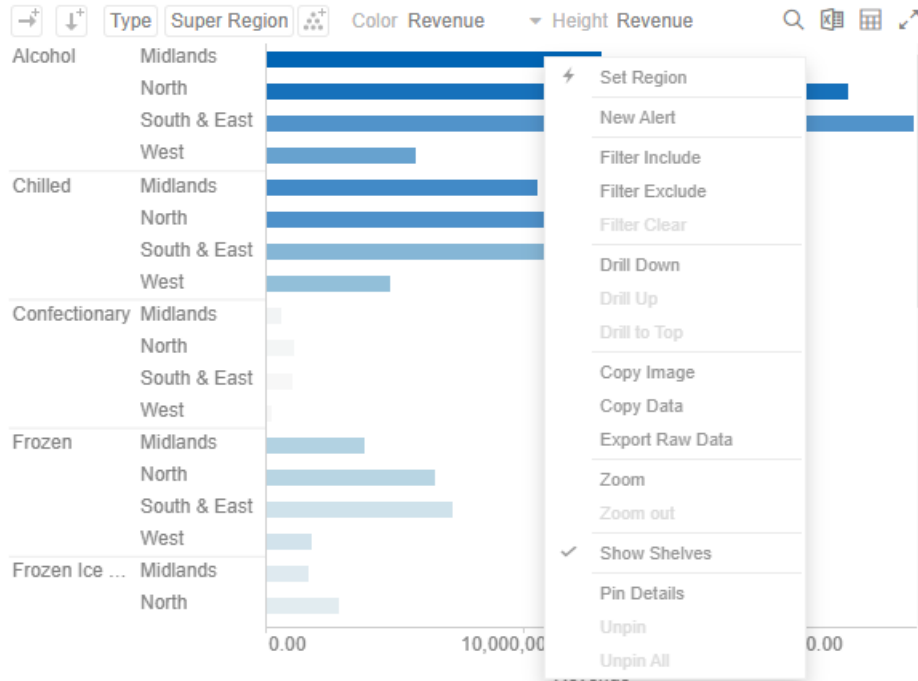 Type Super Region Color Revenue Height Revenue
Alcohol Midlands
North
South & East
West
Chilled Midlands
North
South & East
West
Confectionary Midlands
North
South & East
West
Frozen Midlands
North
South & East
West
Frozen Ice ... Midlands
North
0.00 10,000,00 0.00
Set Region
New Alert
Filter Include
Filter Exclude
Filter Clear
Drill Down
Drill Up
Drill to Top
Copy Image
Copy Data
Export Raw Data
Zoom
Zoom out
Show Shelves
Pin Details
Unpin
Unpin All